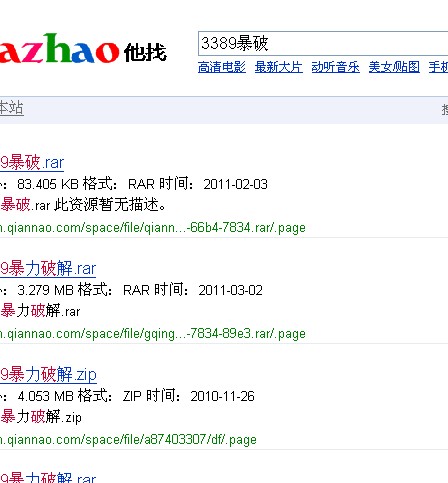 azhao 他找
3389暴破
高清电影 最新大片 动听音乐 美女/贴图 手机
本站
9暴破.rar
: 83.405 KB 格式: RAR 时间: 2011-02-03
暴破.rar 此资源暂无描述。
n.qiannao.com/space/file/qiann...-66b4-7834.rar/.page
9暴力破解.rar
: 3.279 MB 格式: RAR 时间: 2011-03-02
暴力破解.rar
n.qiannao.com/space/file/gqing...-7834-89e3.rar/.page
9暴力破解.zip
: 4.053 MB 格式: ZIP 时间: 2010-11-26
暴力破解.zip
n.qiannao.com/space/file/a87403307/df/.page
9暴力破解.rar